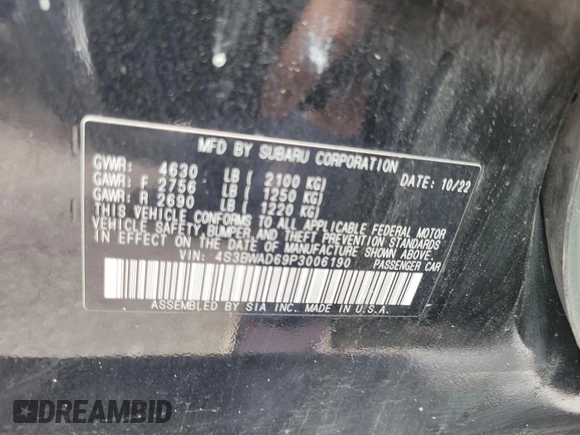 MFD BY SUBARU CORPORATION
GVWR: 4630 LB ( 2100 KG) DATE: 10/22
GAWR: F 2756 LB ( 1250 KG)
GAWR: R 2690 LB ( 1220 KG)
THIS VEHICLE CONFORMS TO ALL APPLICABLE FEDERAL MOTOR
VEHICLE SAFETY,BUMPER,AND THEFT PREVENTION STANDARDS
IN EFFECT ON THE DATE OF MANUFACTURE SHOWN ABOVE.
VIN: 4S3BWAD69P3006190 PASSENGER CAR
ASSEMBLED BY SIA INC. MADE IN U.S.A.
DREAMBID